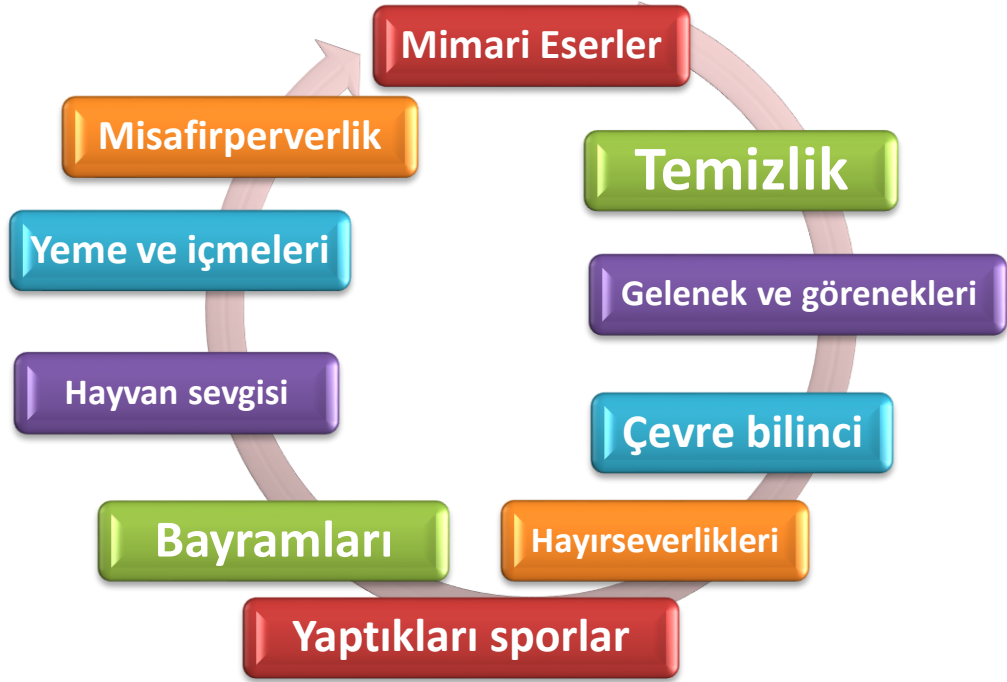 Mimari Eserler
Temizlik
Gelenek ve görenekleri
Çevre bilinci
Hayırseverlikleri
Yaptıkları sporlar
Bayramları
Hayvan sevgisi
Yeme ve içmeleri
Misafirperverlik